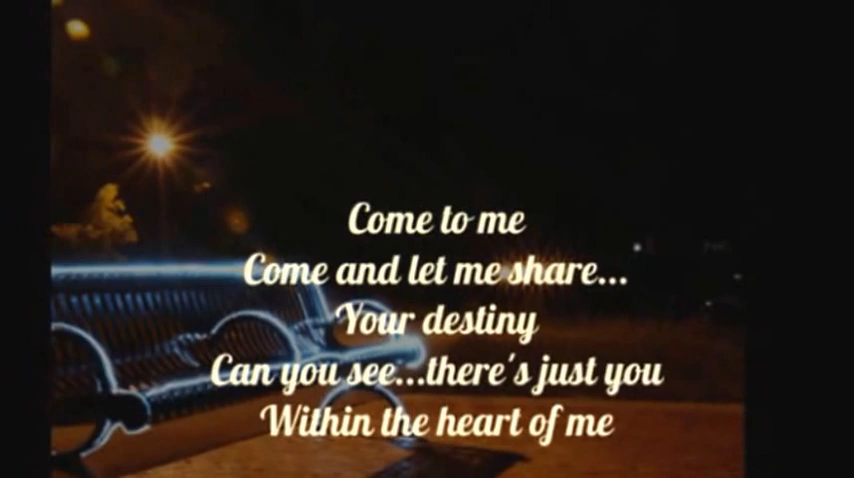 Come to me
Come and let me share...
Your destiny
Can you see...there's just you
Within the heart of me